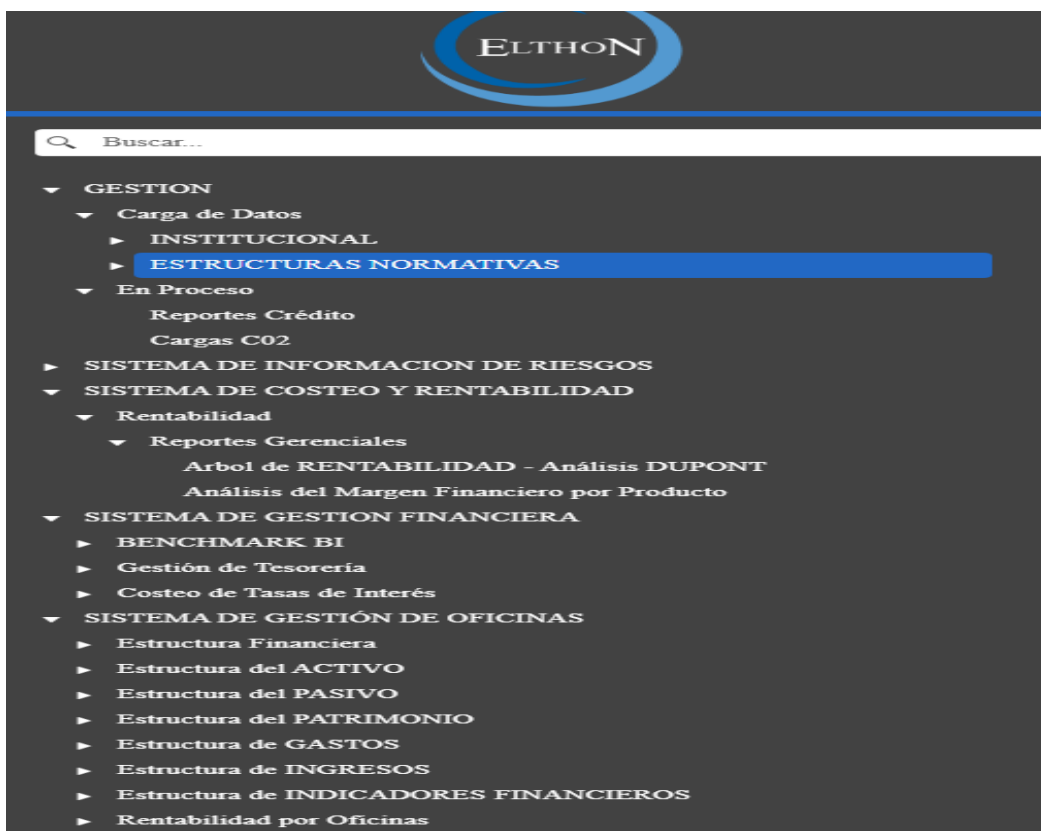 ELTHON
Buscar...
GESTION
Carga de Datos
INSTITUCIONAL
ESTRUCTURAS NORMATIVAS
En Proceso
Reportes Crédito
Cargas C02
SISTEMA DE INFORMACION DE RIESGOS
SISTEMA DE COSTEO Y RENTABILIDAD
Rentabilidad
Reportes Gerenciales
Arbol de RENTABILIDAD - Análisis DUPONT
Análisis del Margen Financiero por Producto
SISTEMA DE GESTION FINANCIERA
BENCHMARK BI
Gestión de Tesorería
Costeo de Tasas de Interés
SISTEMA DE GESTIÓN DE OFICINAS
Estructura Financiera
Estructura del ACTIVO
Estructura del PASIVO
Estructura del PATRIMONIO
Estructura de GASTOS
Estructura de INGRESOS
Estructura de INDICADORES FINANCIEROS
Rentabilidad por Oficinas